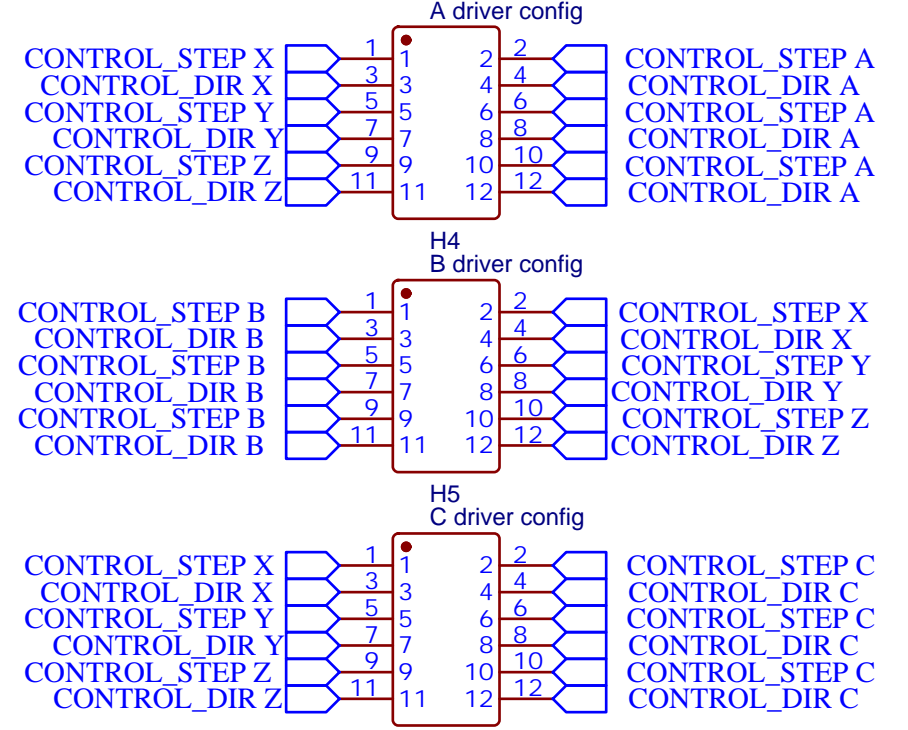 A driver config
CONTROL_STEP X 1 1 2 2 CONTROL_STEP A
CONTROL_DIR X 3 3 4 4 CONTROL_DIR A
CONTROL_STEP Y 5 5 6 6 CONTROL_STEP A
CONTROL_DIR Y 7 7 8 8 CONTROL_DIR A
CONTROL_STEP Z 9 9 10 10 CONTROL_STEP A
CONTROL_DIR Z 11 11 12 12 CONTROL_DIR A
H4
B driver config
CONTROL_STEP B 1 1 2 2 CONTROL_STEP X
CONTROL_DIR B 3 3 4 4 CONTROL_DIR X
CONTROL_STEP B 5 5 6 6 CONTROL_STEP Y
CONTROL_DIR B 7 7 8 8 CONTROL_DIR Y
CONTROL_STEP B 9 9 10 10 CONTROL_STEP Z
CONTROL_DIR B 11 11 12 12 CONTROL_DIR Z
H5
C driver config
CONTROL_STEP X 1 1 2 2 CONTROL_STEP C
CONTROL_DIR X 3 3 4 4 CONTROL_DIR C
CONTROL_STEP Y 5 5 6 6 CONTROL_STEP C
CONTROL_DIR Y 7 7 8 8 CONTROL_DIR C
CONTROL_STEP Z 9 9 10 10 CONTROL_STEP C
CONTROL_DIR Z 11 11 12 12 CONTROL_DIR C